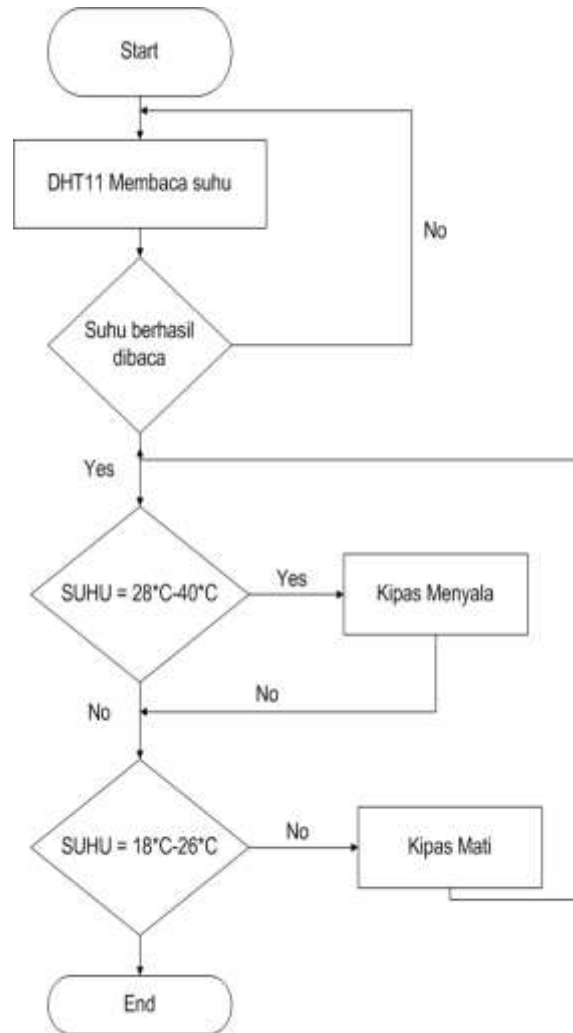 Start
DHT11 Membaca suhu
No
Suhu berhasil
dibaca
Yes
SUHU = 28*C-40*C
Yes
Kipas Menyala
No
No
SUHU = 18*C-26*C
No
Kipas Mati
End